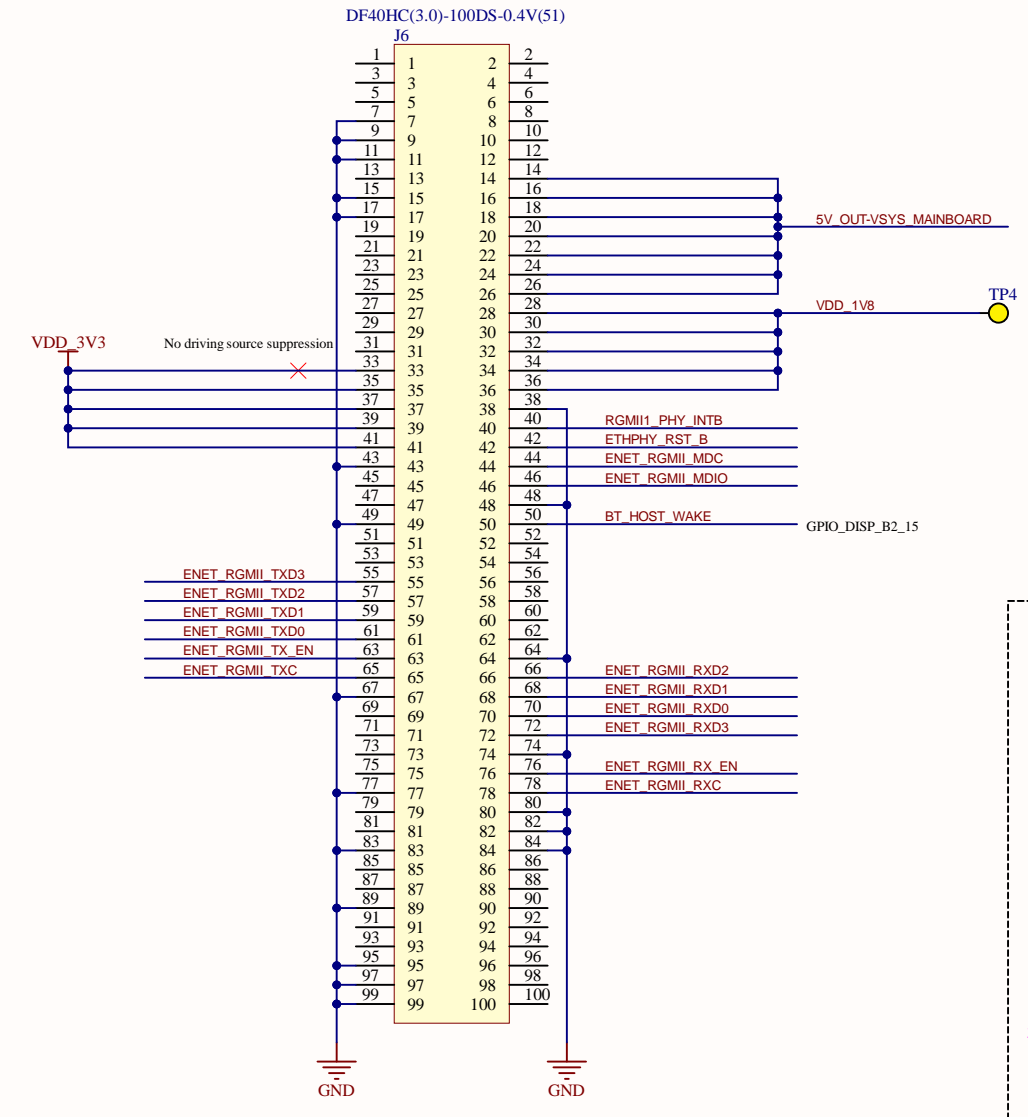 DF40HC(3.0)-100DS-0.4V(51)
J6
1 1 2 2
3 3 4 4
5 5 6 6
7 7 8 8
9 9 10 10
11 11 12 12
13 13 14 14
15 15 16 16
17 17 18 18
19 19 20 20
5V_OUT-VSYS_MAINBOARD
21 21 22 22
23 23 24 24
25 25 26 26
27 27 28 28 VDD_1V8 TP4
29 29 30 30
31 31 32 32
VDD_3V3 No driving source suppression
33 33 34 34
35 35 36 36
37 37 38 38
39 39 40 40 RGMII1_PHY_INTB
41 41 42 42 ETHPHY_RST_B
43 43 44 44 ENET_RGMII_MDC
45 45 46 46 ENET_RGMII_MDIO
47 47 48 48
49 49 50 50 BT_HOST_WAKE GPIO_DISP_B2_15
51 51 52 52
53 53 54 54
ENET_RGMII_TXD3 55 55 56 56
ENET_RGMII_TXD2 57 57 58 58
ENET_RGMII_TXD1 59 59 60 60
ENET_RGMII_TXD0 61 61 62 62
ENET_RGMII_TX_EN 63 63 64 64
ENET_RGMII_TXC 65 65 66 66 ENET_RGMII_RXD2
67 67 68 68 ENET_RGMII_RXD1
69 69 70 70 ENET_RGMII_RXD0
71 71 72 72 ENET_RGMII_RXD3
73 73 74 74
75 75 76 76 ENET_RGMII_RX_EN
77 77 78 78 ENET_RGMII_RXC
79 79 80 80
81 81 82 82
83 83 84 84
85 85 86 86
87 87 88 88
89 89 90 90
91 91 92 92
93 93 94 94
95 95 96 96
97 97 98 98
99 99 100 100
GND GND